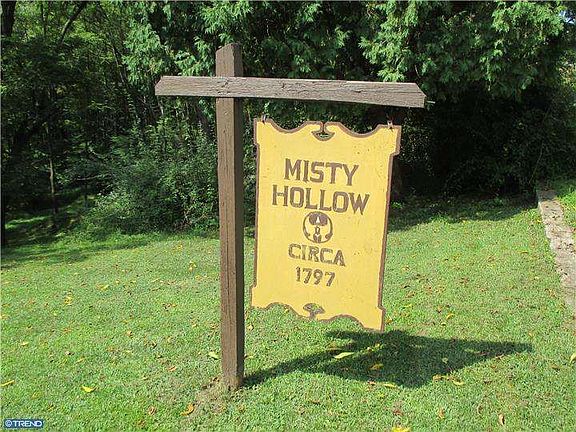 MISTY
HOLLOW
CIRCA
1797
©TREND